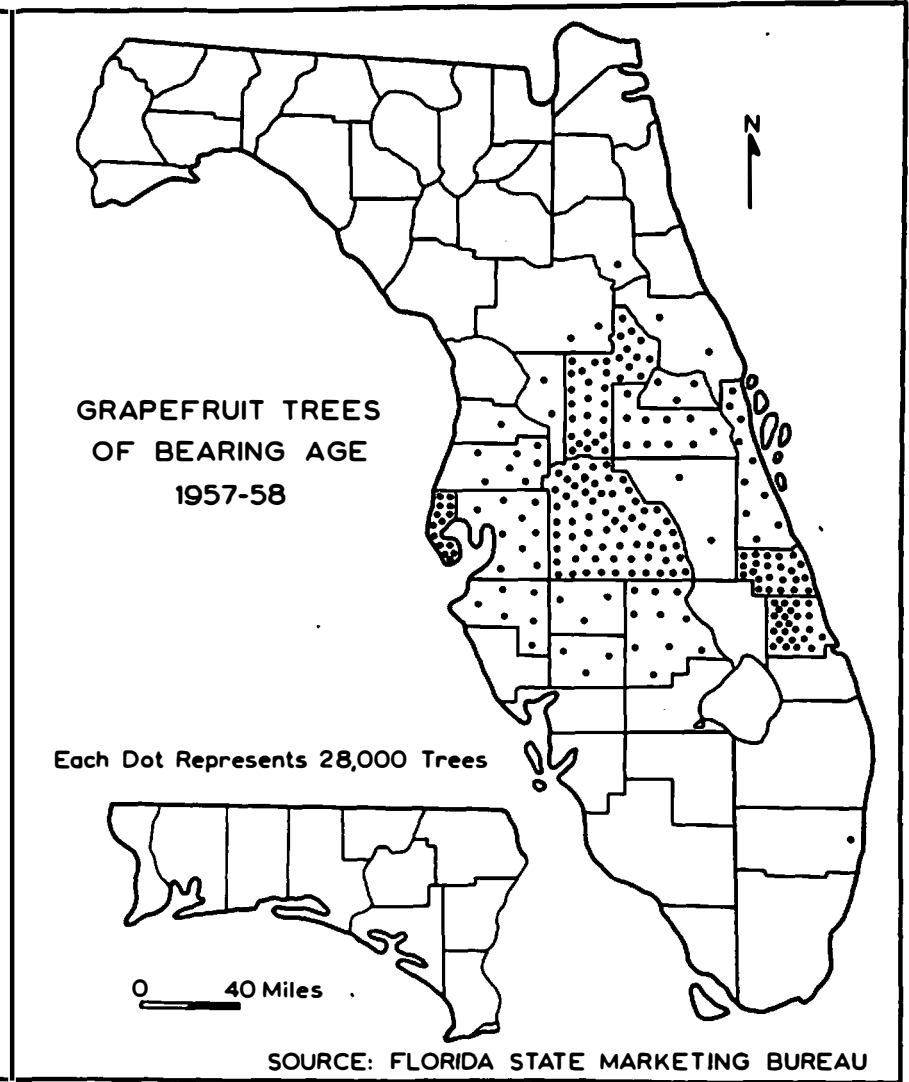 N
GRAPEFRUIT TREES
OF BEARING AGE
1957-58
Each Dot Represents 28,000 Trees
0 40 Miles
SOURCE: FLORIDA STATE MARKETING BUREAU